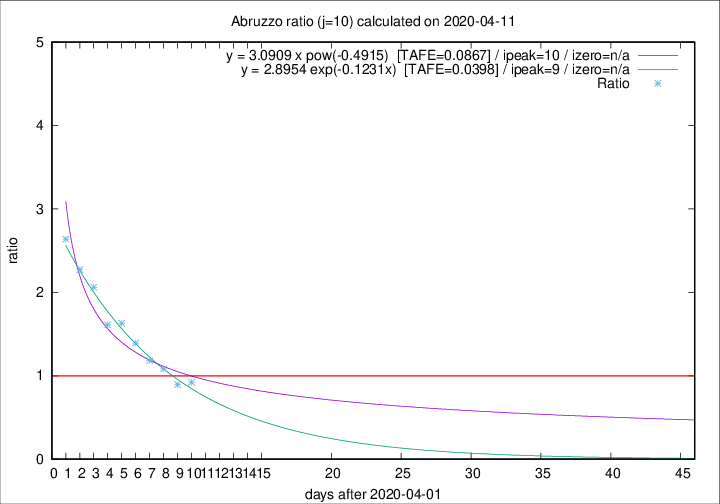 Abruzzo ratio (j=10) calculated on 2020-04-11
y = 3.0909 x pow(-0.4915)  [TAFE=0.0867] / ipeak=10 / izero=n/a
y = 2.8954 exp(-0.1231x)  [TAFE=0.0398] / ipeak=9 / izero=n/a
Ratio
5
4
3
2
1
0
ratio
0 1 2 3 4 5 6 7 8 9 10 11 12 13 14 15 20 25 30 35 40 45
days after 2020-04-01